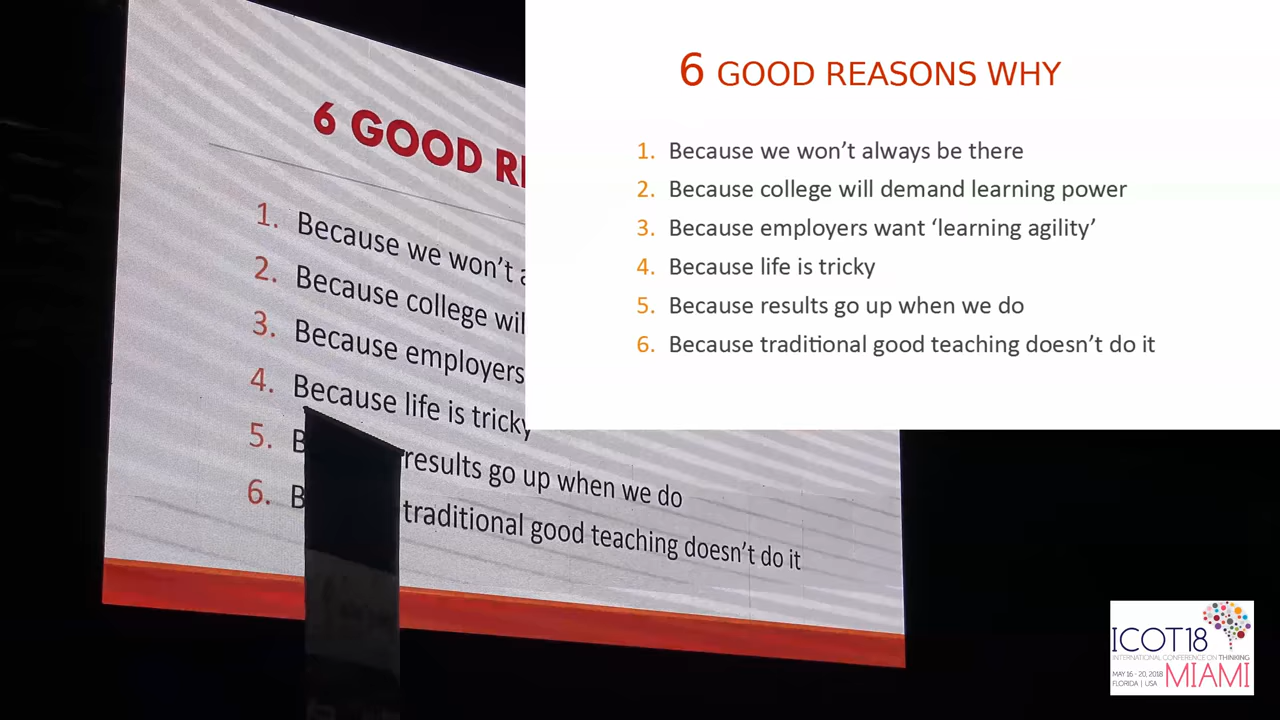 6 GOOD RE
1. Because we won't a
2. Because college wil
3. Because employers
4. Because life is tricky
5. B results go up when we do
6. B traditional good teaching doesn't do it
6 GOOD REASONS WHY
1. Because we won’t always be there
2. Because college will demand learning power
3. Because employers want ‘learning agility’
4. Because life is tricky
5. Because results go up when we do
6. Because traditional good teaching doesn’t do it
ICOT18
INTERNATIONAL CONFERENCE ON THINKING
MAY 16 - 20, 2018
FLORIDA | USA
MIAMI